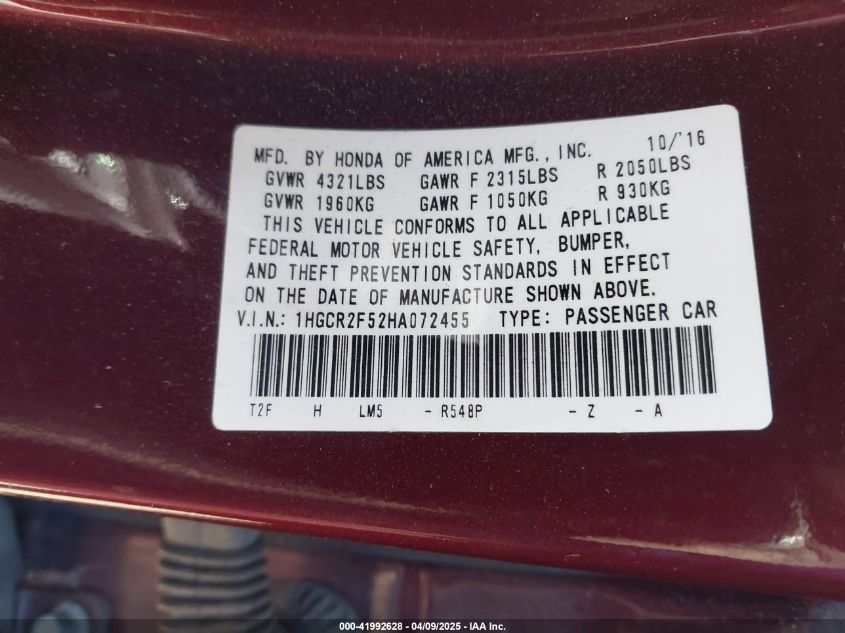 MFD. BY HONDA OF AMERICA MFG., INC. 10/'16
GVWR 4321LBS GAWR F 2315LBS R 2050LBS
GVWR 1960KG GAWR F 1050KG R 930KG
THIS VEHICLE CONFORMS TO ALL APPLICABLE
FEDERAL MOTOR VEHICLE SAFETY, BUMPER,
AND THEFT PREVENTION STANDARDS IN EFFECT
ON THE DATE OF MANUFACTURE SHOWN ABOVE.
V.I.N.: 1HGCR2F52HA072455 TYPE: PASSENGER CAR
T2F H LM5 - R548P - Z - A
000-41992628 - 04/09/2025 - IAA Inc.